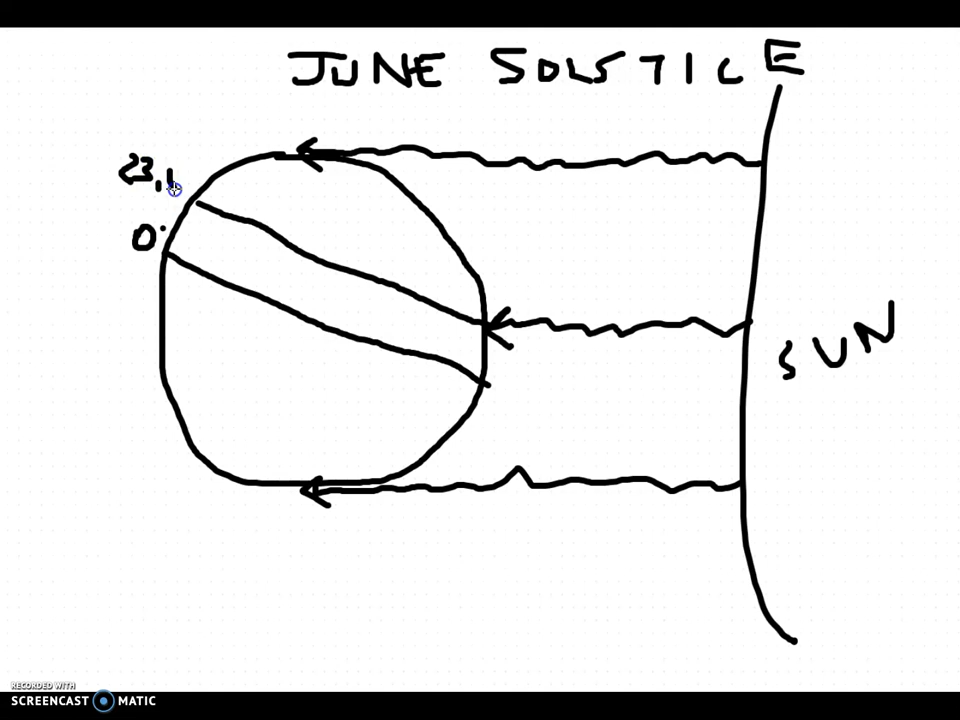 JUNE SOLSTICE
23,1
0°
SUN
RECORDED WITH
SCREENCAST MATIC